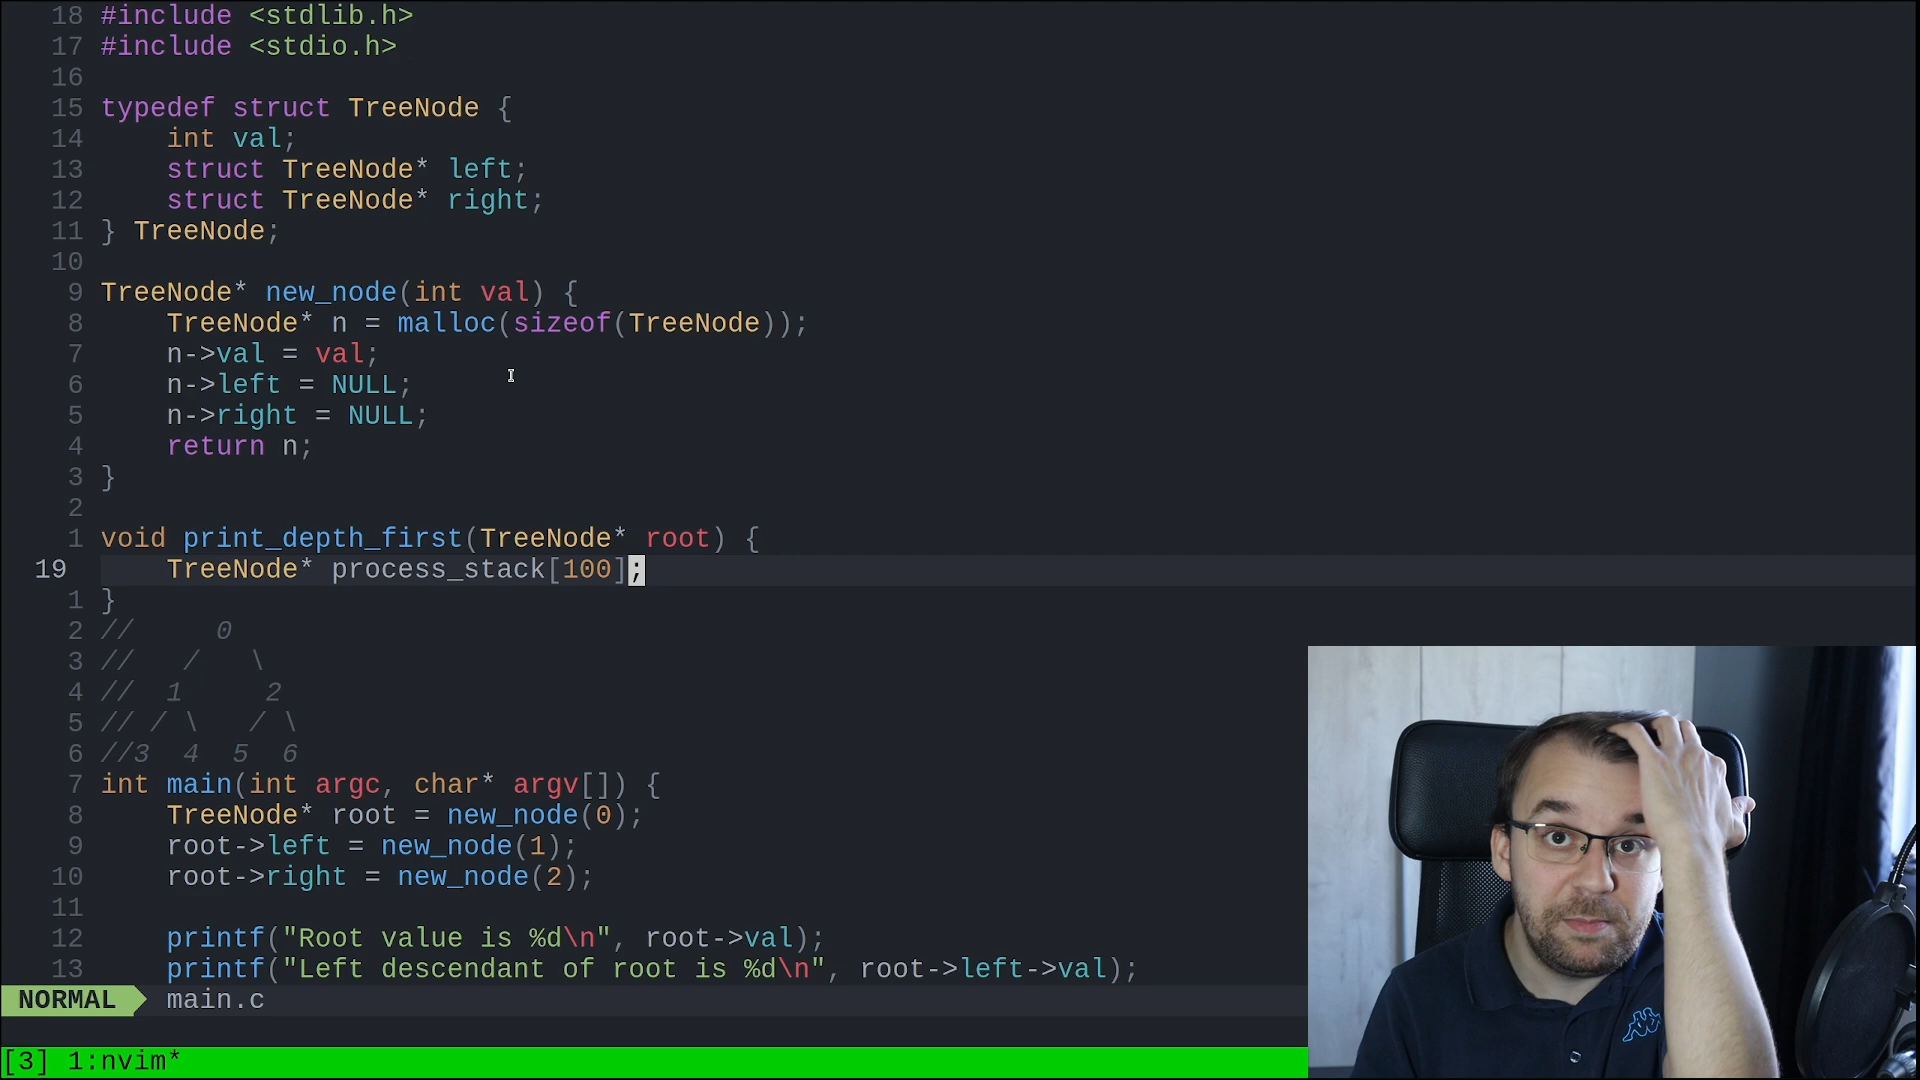 18 #include <stdlib.h>
17 #include <stdio.h>
16
15 typedef struct TreeNode {
14     int val;
13     struct TreeNode* left;
12     struct TreeNode* right;
11 } TreeNode;
10
9 TreeNode* new_node(int val) {
8     TreeNode* n = malloc(sizeof(TreeNode));
7     n->val = val;
6     n->left = NULL;
5     n->right = NULL;
4     return n;
3 }
2
1 void print_depth_first(TreeNode* root) {
19     TreeNode* process_stack[100];
1 }
2 //     0
3 //   /   \
4 //  1     2
5 // / \   / \
6 //3  4  5  6
7 int main(int argc, char* argv[]) {
8     TreeNode* root = new_node(0);
9     root->left = new_node(1);
10     root->right = new_node(2);
11
12     printf("Root value is %d\n", root->val);
13     printf("Left descendant of root is %d\n", root->left->val);
NORMAL main.c
[3] 1:nvim*